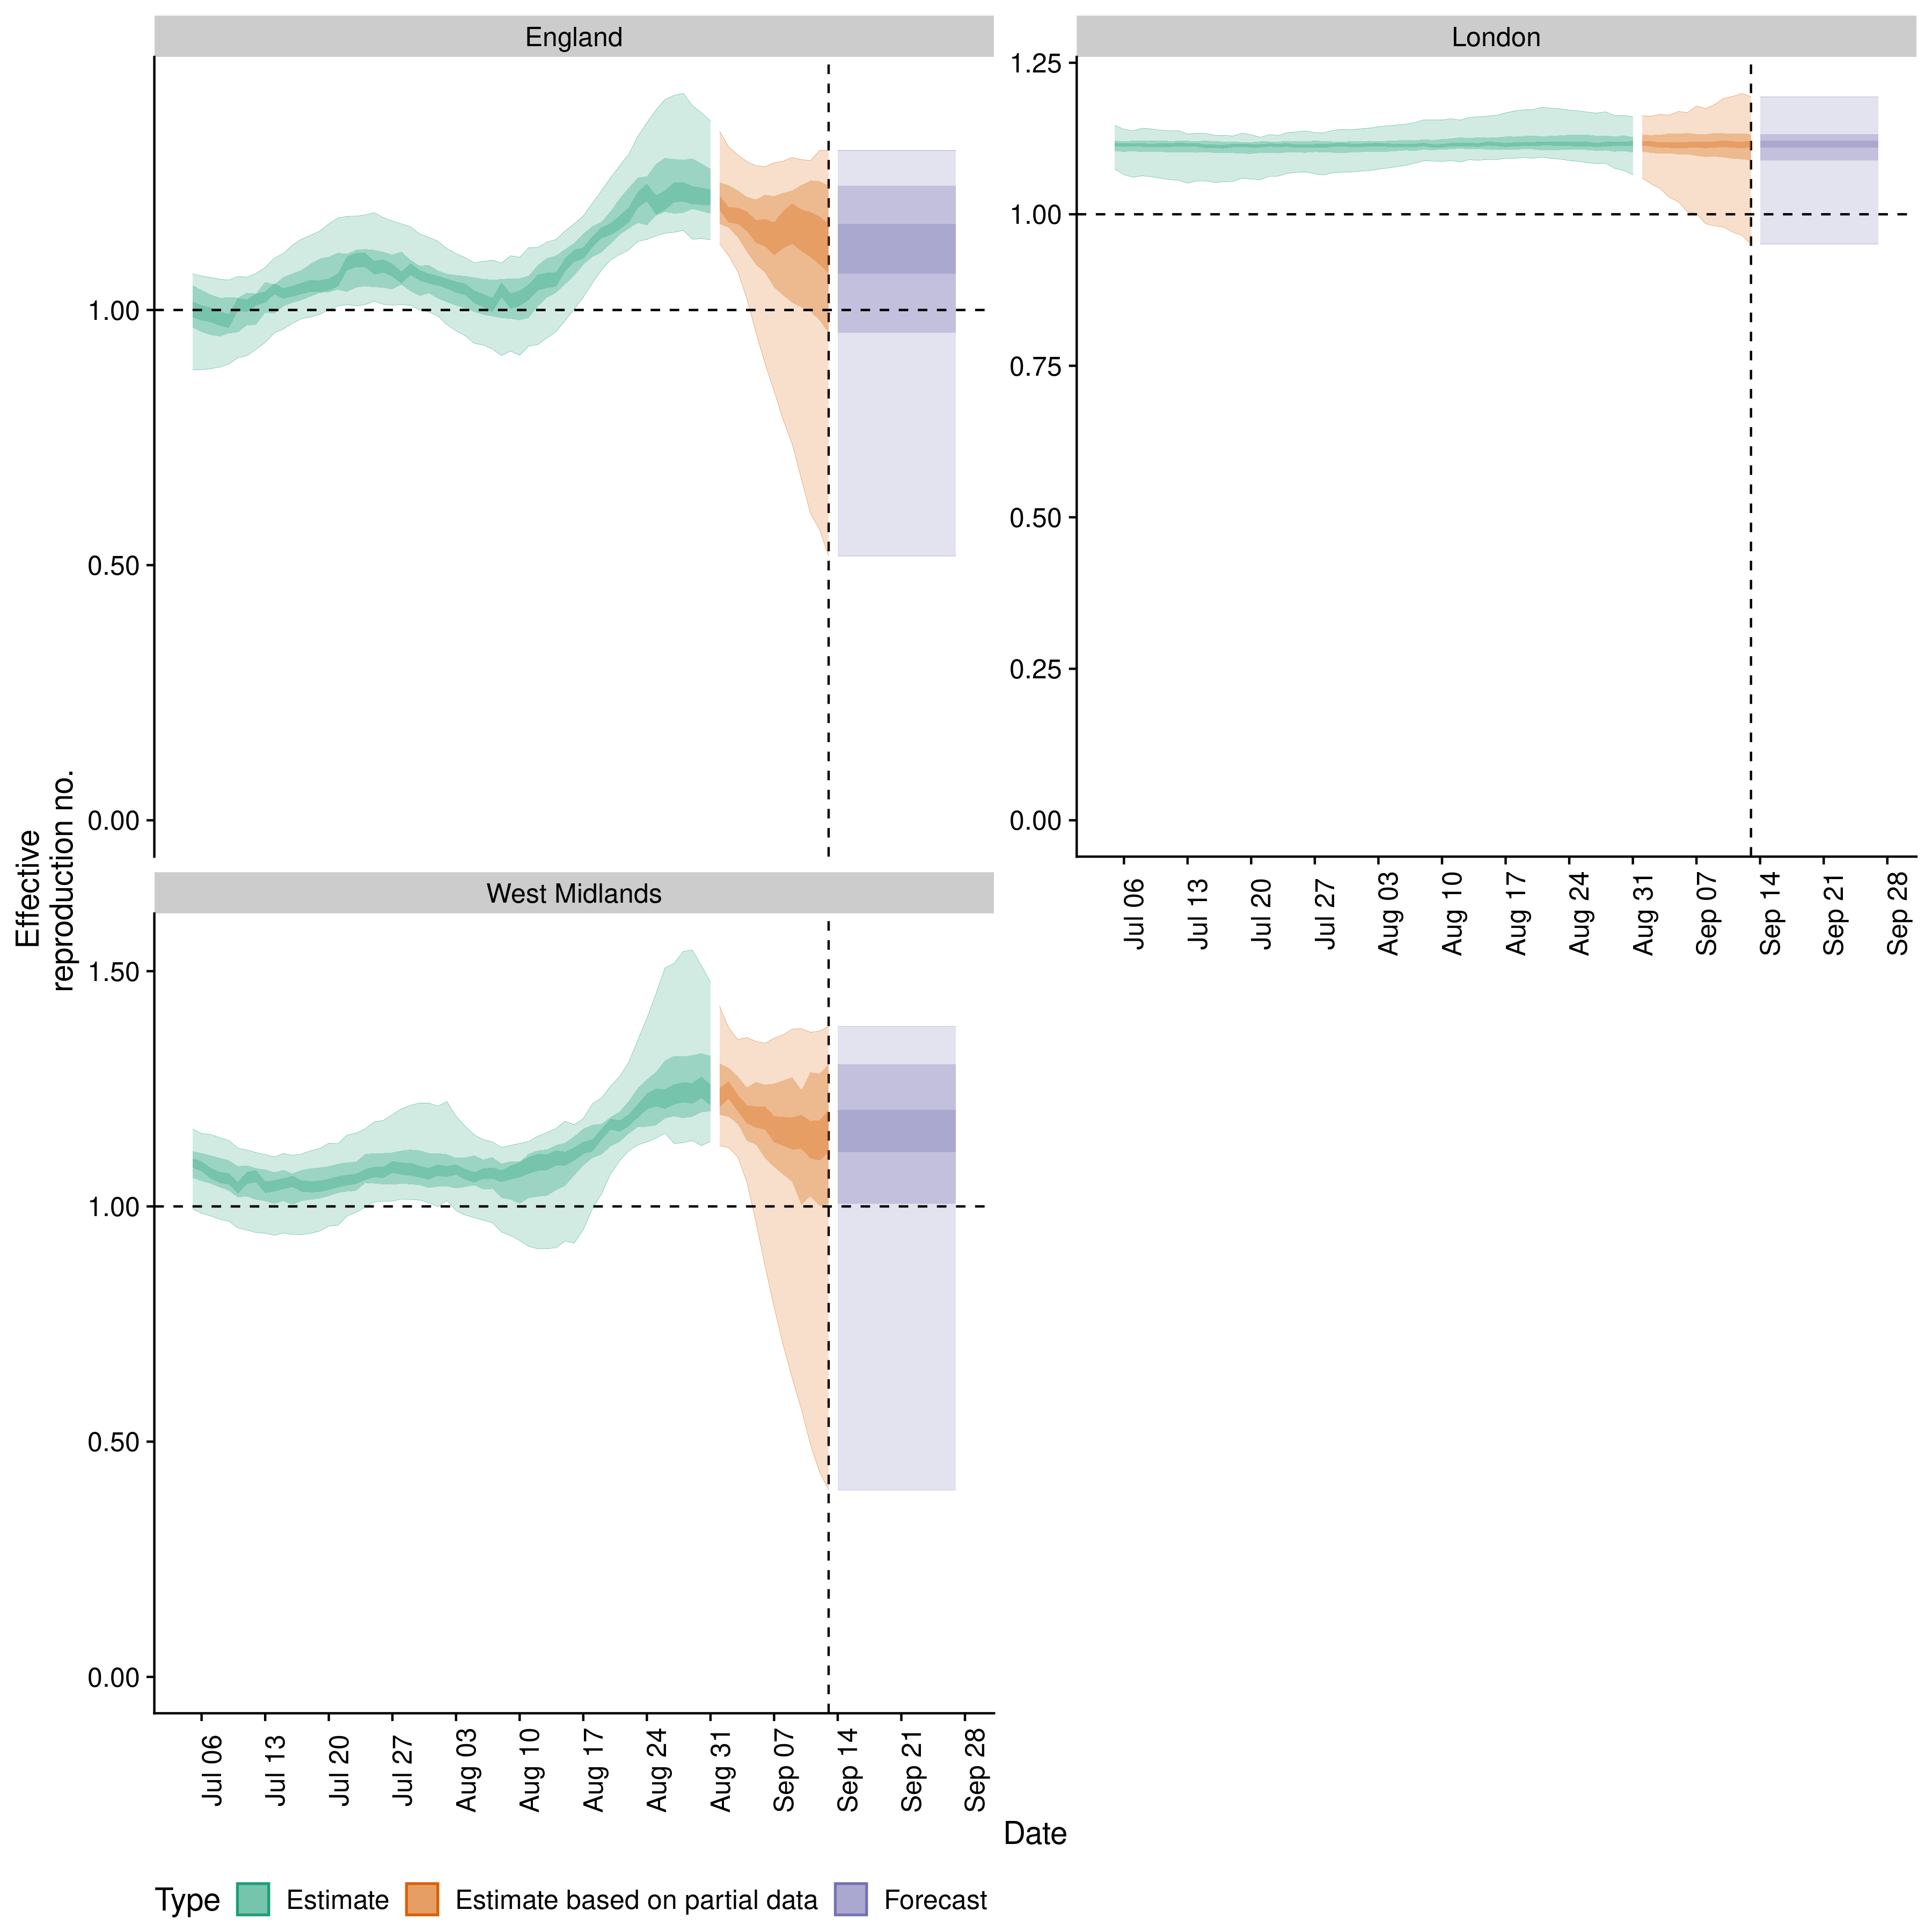 England
London
1.00
0.50
0.00
1.25
1.00
0.75
0.50
0.25
0.00
Jul 06
Jul 13
Jul 20
Jul 27
Aug 03
Aug 10
Aug 17
Aug 24
Aug 31
Sep 07
Sep 14
Sep 21
Sep 28
Effective
reproduction no.
West Midlands
1.50
1.00
0.50
0.00
Jul 06
Jul 13
Jul 20
Jul 27
Aug 03
Aug 10
Aug 17
Aug 24
Aug 31
Sep 07
Sep 14
Sep 21
Sep 28
Date
Type Estimate Estimate based on partial data Forecast